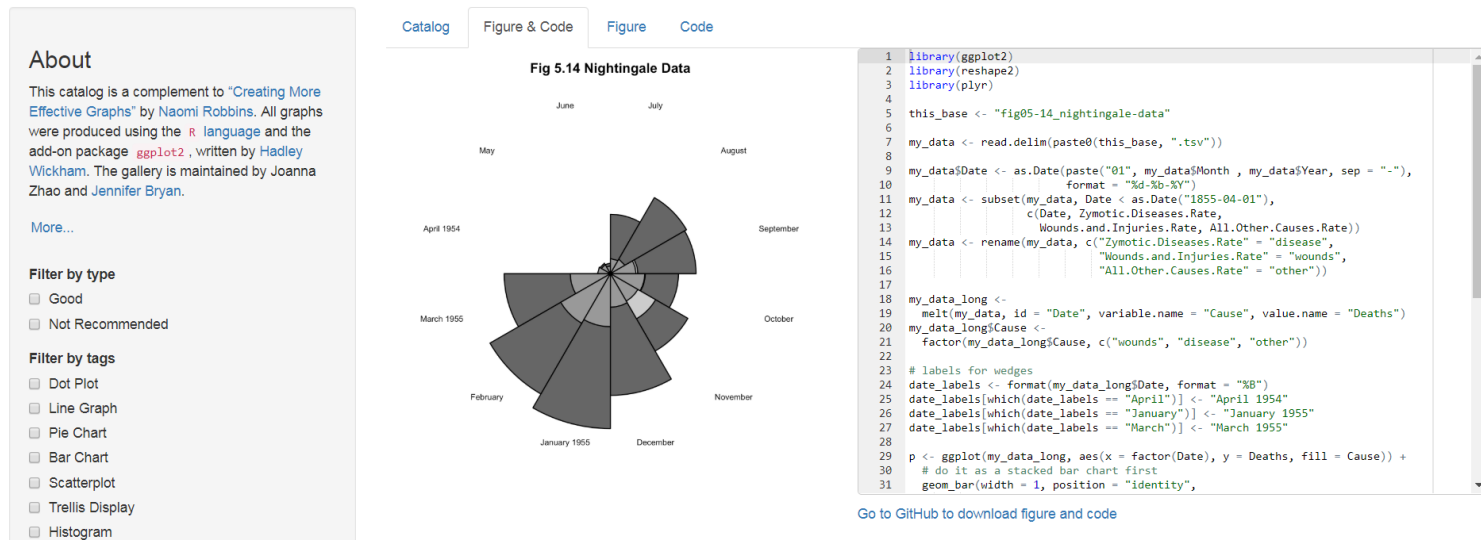 About
This catalog is a complement to “Creating More
Effective Graphs” by Naomi Robbins. All graphs
were produced using the R language and the
add-on package ggplot2 , written by Hadley
Wickham. The gallery is maintained by Joanna
Zhao and Jennifer Bryan.
More...
Filter by type
Good
Not Recommended
Filter by tags
Dot Plot
Line Graph
Pie Chart
Bar Chart
Scatterplot
Trellis Display
Histogram
Catalog
Figure & Code
Figure
Code
Fig 5.14 Nightingale Data
June
July
May
August
April 1954
September
March 1955
October
February
November
January 1955
December
1 library(ggplot2)
2 library(reshape2)
3 library(plyr)
4
5 this_base <- "fig05-14_nightingale-data"
6
7 my_data <- read.delim(paste0(this_base, ".tsv"))
8
9 my_data$Date <- as.Date(paste("01", my_data$Month , my_data$Year, sep = "-"),
10 format = "%d-%b-%Y")
11 my_data <- subset(my_data, Date < as.Date("1855-04-01"),
12 c(Date, Zymotic.Diseases.Rate,
13 Wounds.and.Injuries.Rate, All.Other.Causes.Rate))
14 my_data <- rename(my_data, c("Zymotic.Diseases.Rate" = "disease",
15 "Wounds.and.Injuries.Rate" = "wounds",
16 "All.Other.Causes.Rate" = "other"))
17
18 my_data_long <-
19 melt(my_data, id = "Date", variable.name = "Cause", value.name = "Deaths")
20 my_data_long$Cause <-
21 factor(my_data_long$Cause, c("wounds", "disease", "other"))
22
23 # labels for wedges
24 date_labels <- format(my_data_long$Date, format = "%B")
25 date_labels[which(date_labels == "April")] <- "April 1954"
26 date_labels[which(date_labels == "January")] <- "January 1955"
27 date_labels[which(date_labels == "March")] <- "March 1955"
28
29 p <- ggplot(my_data_long, aes(x = factor(Date), y = Deaths, fill = Cause)) +
30 # do it as a stacked bar chart first
31 geom_bar(width = 1, position = "identity",
Go to GitHub to download figure and code